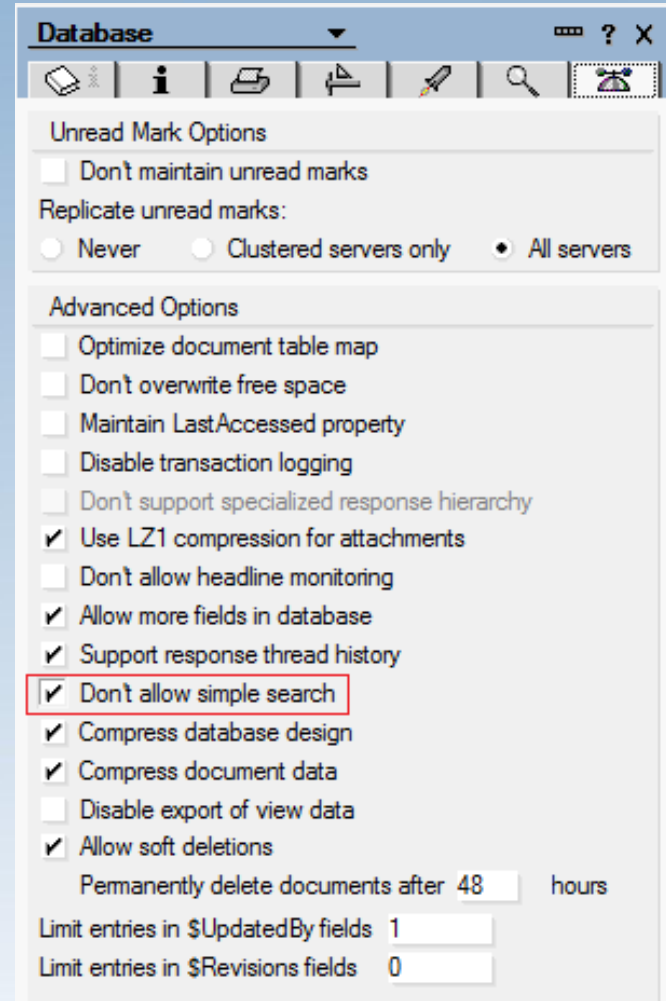 Database ? X
i i
Unread Mark Options
Don't maintain unread marks
Replicate unread marks:
Never Clustered servers only All servers
Advanced Options
Optimize document table map
Don't overwrite free space
Maintain LastAccessed property
Disable transaction logging
Don't support specialized response hierarchy
Use LZ1 compression for attachments
Don't allow headline monitoring
Allow more fields in database
Support response thread history
Don't allow simple search
Compress database design
Compress document data
Disable export of view data
Allow soft deletions
Permanently delete documents after 48 hours
Limit entries in $UpdatedBy fields 1
Limit entries in $Revisions fields 0